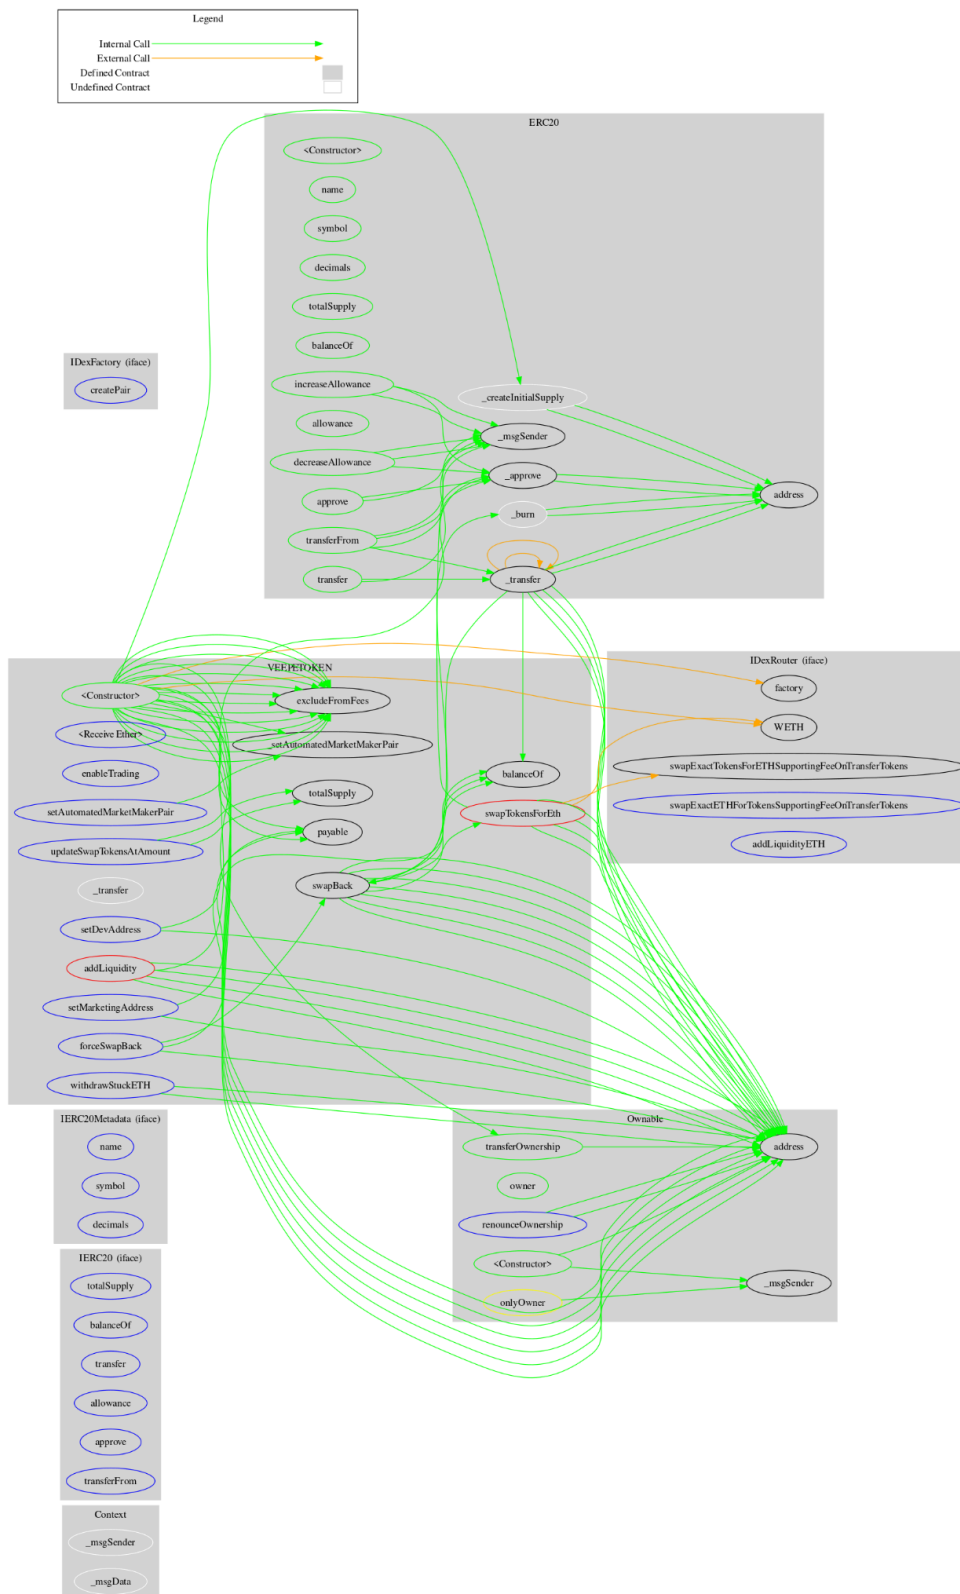 Legend
Internal Call
External Call
Defined Contract
Undefined Contract
ERC20
<Constructor>
name
symbol
decimals
totalSupply
balanceOf
increaseAllowance
allowance
decreaseAllowance
approve
transferFrom
transfer
_createInitialSupply
_msgSender
_approve
_burn
_transfer
address
IDexFactory (iface)
createPair
VEEPETOKEN
<Constructor>
<Receive Ether>
enableTrading
setAutomatedMarketMakerPair
updateSwapTokensAtAmount
_transfer
setDevAddress
addLiquidity
setMarketingAddress
forceSwapBack
withdrawStuckETH
excludeFromFees
_setAutomatedMarketMakerPair
totalSupply
payable
swapBack
balanceOf
swapTokensForEth
IDexRouter (iface)
factory
WETH
swapExactTokensForETHSupportingFeeOnTransferTokens
swapExactETHForTokensSupportingFeeOnTransferTokens
addLiquidityETH
Ownable
transferOwnership
owner
renounceOwnership
<Constructor>
onlyOwner
address
_msgSender
IERC20Metadata (iface)
name
symbol
decimals
IERC20 (iface)
totalSupply
balanceOf
transfer
allowance
approve
transferFrom
Context
_msgSender
_msgData